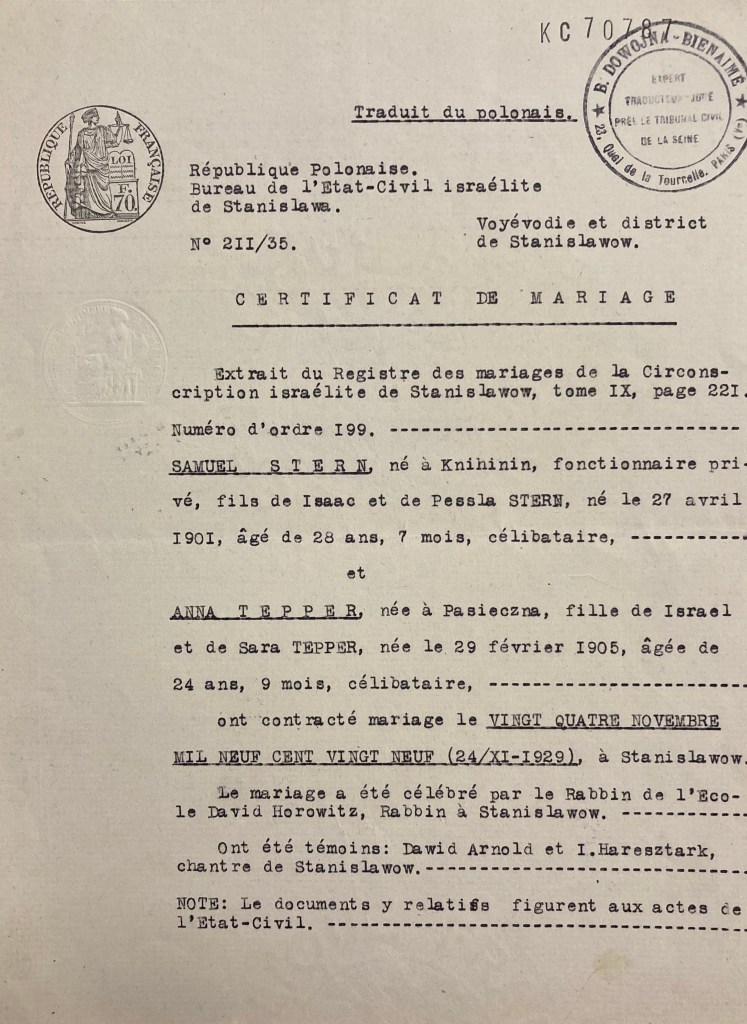 KC 70787
B. DOWOJNA-BIENAIMÉ
EXPERT
TRADUCTEUR JURÉ
PRÈS LE TRIBUNAL CIVIL
DE LA SEINE
23, Quai de la Tournelle. PARIS
Traduit du polonais.
RÉPUBLIQUE FRANÇAISE
LOI
F.
70.
République Polonaise.
Bureau de l'Etat-Civil israélite
de Stanislawa.
Voyévodie et district
N° 2II/35.
de Stanislawow.
CERTIFICAT DE MARIAGE
Extrait du Registre des mariages de la Circons-
cription israélite de Stanislawow, tome IX, page 22I.
Numéro d'ordre I99. --------------------------------
SAMUEL STERN, né à Knihinin, fonctionnaire pri-
vé, fils de Isaac et de Pessla STERN, né le 27 avril
I90I, âgé de 28 ans, 7 mois, célibataire, -----------
et
ANNA TEPPER, née à Pasieczna, fille de Israel
et de Sara TEPPER, née le 29 février I905, âgée de
24 ans, 9 mois, célibataire, ------------------------
ont contracté mariage le VINGT QUATRE NOVEMBRE
MIL NEUF CENT VINGT NEUF (24/XI-I929), à Stanislawow.
Le mariage a été célébré par le Rabbin de l'Eco-
le David Horowitz, Rabbin à Stanislawow. ------------
Ont été témoins: Dawid Arnold et I.Haresztark,
chantre de Stanislawow.------------------------------
NOTE: Le documents y relatifs figurent aux actes de
l'Etat-Civil. ---------------------------------------